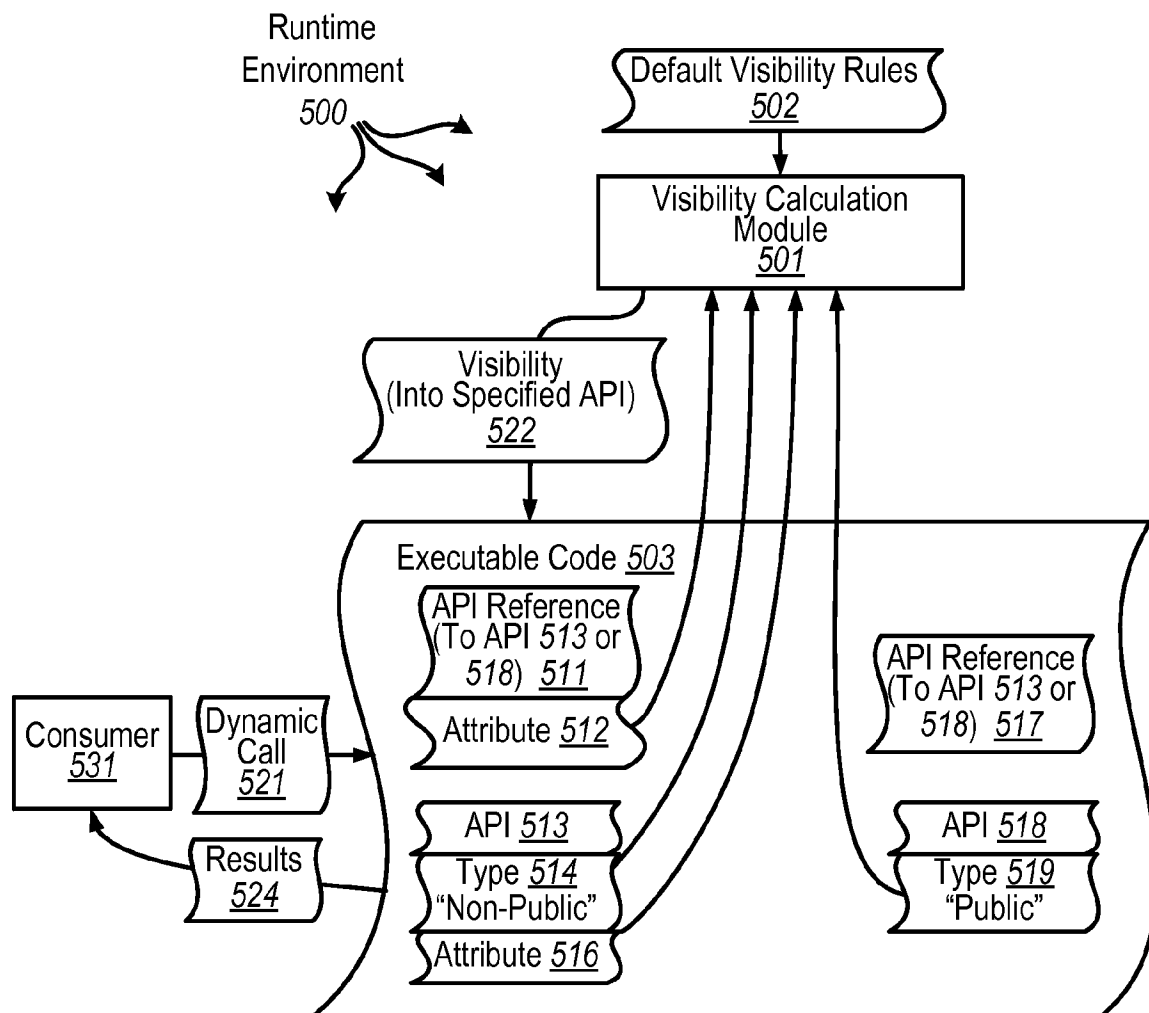 Runtime
Environment
500
Default Visibility Rules
502
Visibility Calculation
Module
501
Visibility
(Into Specified API)
522
Executable Code 503
API Reference
(To API 513 or
518) 511
Attribute 512
API Reference
(To API 513 or
518) 517
Consumer
531
Dynamic
Call
521
Results
524
API 513
Type 514
"Non-Public"
Attribute 516
API 518
Type 519
"Public"